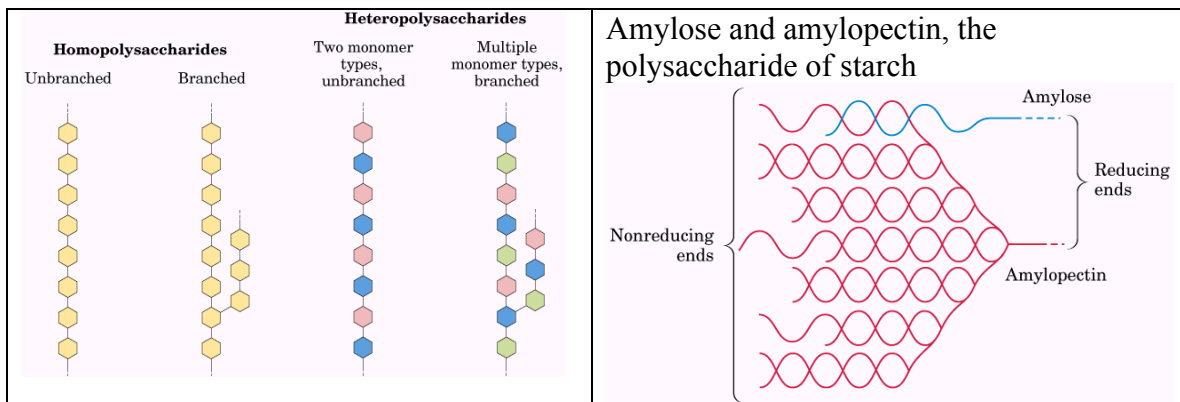 Heteropolysaccharides
Homopolysaccharides
Unbranched
Branched
Two monomer
types,
unbranched
Multiple
monomer types,
branched
Amylose and amylopectin, the
polysaccharide of starch
Amylose
Reducing
ends
Nonreducing
ends
Amylopectin